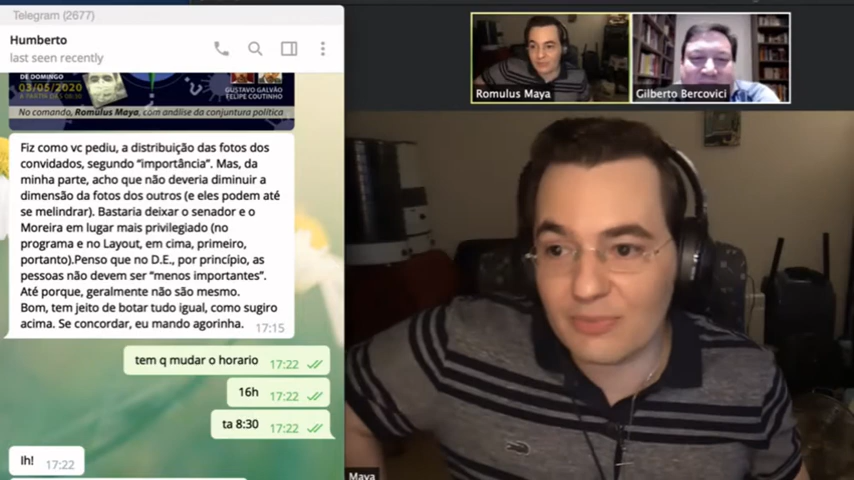 Telegram (2677)
Humberto
last seen recently
DE DOMINGO
03/05/2020
GUSTAVO GALVÃO
FELIPE COUTINHO
No comando, Romulus Maya, com análise da conjuntura política
Fiz como vc pediu, a distribuição das fotos dos
convidados, segundo “importância”. Mas, da
minha parte, acho que não deveria diminuir a
dimensão da fotos dos outros (e eles podem até
se melindrar). Bastaria deixar o senador e o
Moreira em lugar mais privilegiado (no
programa e no Layout, em cima, primeiro,
portanto).Penso que no D.E., por princípio, as
pessoas não devem ser “menos importantes”.
Até porque, geralmente não são mesmo.
Bom, tem jeito de botar tudo igual, como sugiro
acima. Se concordar, eu mando agorinha. 17:15
tem q mudar o horario 17:22
16h 17:22
ta 8:30 17:22
Ih! 17:22
Romulus Maya
Gilberto Bercovici
Maya